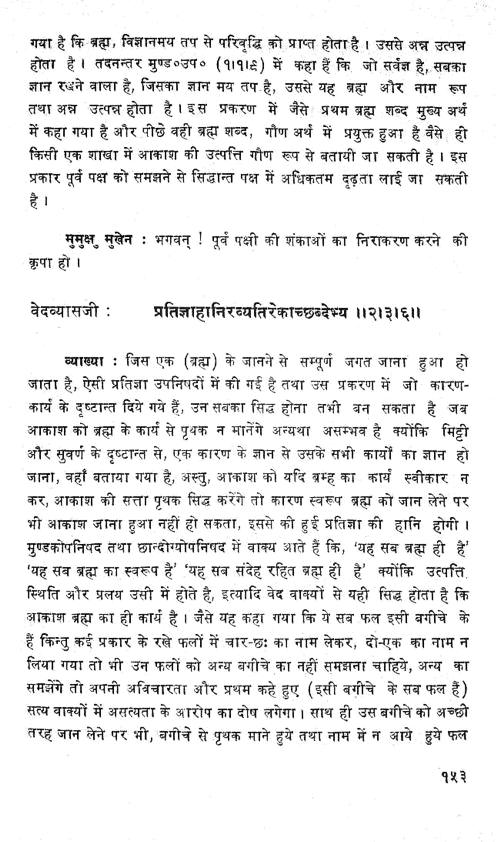 गया है कि ब्रह्म, विज्ञानमय तप से परिवृद्धि को प्राप्त होता है । उससे अन्न उत्पन्न
होता है । तदनन्तर मुण्ड०उप० (१।१।९) में कहा हैं कि जो सर्वज्ञ है, सबका
ज्ञान रखने वाला है, जिसका ज्ञान मय तप है, उससे यह ब्रह्म और नाम रूप
तथा अन्न उत्पन्न होता है । इस प्रकरण में जैसे प्रथम ब्रह्म शब्द मुख्य अर्थ
में कहा गया है और पीछे वही ब्रह्म शब्द, गौण अर्थ में प्रयुक्त हुआ है वैसे ही
किसी एक शाखा में आकाश की उत्पत्ति गौण रूप से बतायी जा सकती है । इस
प्रकार पूर्व पक्ष को समझने से सिद्धान्त पक्ष में अधिकतम दृढ़ता लाई जा सकती
है ।
मुमुक्षु मुखेन : भगवन् ! पूर्व पक्षी की शंकाओं का निराकरण करने की
कृपा हो ।
वेदव्यासजी : प्रतिज्ञाहानिरव्यतिरेकाच्छब्देभ्य ॥२।३।६॥
व्याख्या : जिस एक (ब्रह्म) के जानने से सम्पूर्ण जगत जाना हुआ हो
जाता है, ऐसी प्रतिज्ञा उपनिषदों में की गई है तथा उस प्रकरण में जो कारण-
कार्य के दृष्टान्त दिये गये हैं, उन सबका सिद्ध होना तभी बन सकता है जब
आकाश को ब्रह्म के कार्य से पृथक न मानेंगे अन्यथा असम्भव है क्योंकि मिट्टी
और सुवर्ण के दृष्टान्त से, एक कारण के ज्ञान से उसके सभी कार्यों का ज्ञान हो
जाना, वहाँ बताया गया है, अस्तु, आकाश को यदि ब्रम्ह का कार्य स्वीकार न
कर, आकाश की सत्ता पृथक सिद्ध करेंगे तो कारण स्वरूप ब्रह्म को जान लेने पर
भी आकाश जाना हुआ नहीं हो सकता, इससे की हुई प्रतिज्ञा की हानि होगी ।
मुण्डकोपनिषद तथा छान्दोग्योपनिषद में वाक्य आते हैं कि, 'यह सब ब्रह्म ही है'
'यह सब ब्रह्म का स्वरूप है' 'यह सब संदेह रहित ब्रह्म ही है' क्योंकि उत्पत्ति
स्थिति और प्रलय उसी में होते है, इत्यादि वेद वाक्यों से यही सिद्ध होता है कि
आकाश ब्रह्म का ही कार्य है । जैसे यह कहा गया कि ये सब फल इसी बगीचे के
हैं किन्तु कई प्रकार के रखे फलों में चार-छः का नाम लेकर, दो-एक का नाम न
लिया गया तो भी उन फलों को अन्य बगीचे का नहीं समझना चाहिये, अन्य का
समझेंगे तो अपनी अविचारता और प्रथम कहे हुए (इसी बगीचे के सब फल हैं)
सत्य वाक्यों में असत्यता के आरोप का दोष लगेगा । साथ ही उस बगीचे को अच्छी
तरह जान लेने पर भी, बगीचे से पृथक माने हुये तथा नाम में न आये हुये फल
१५३